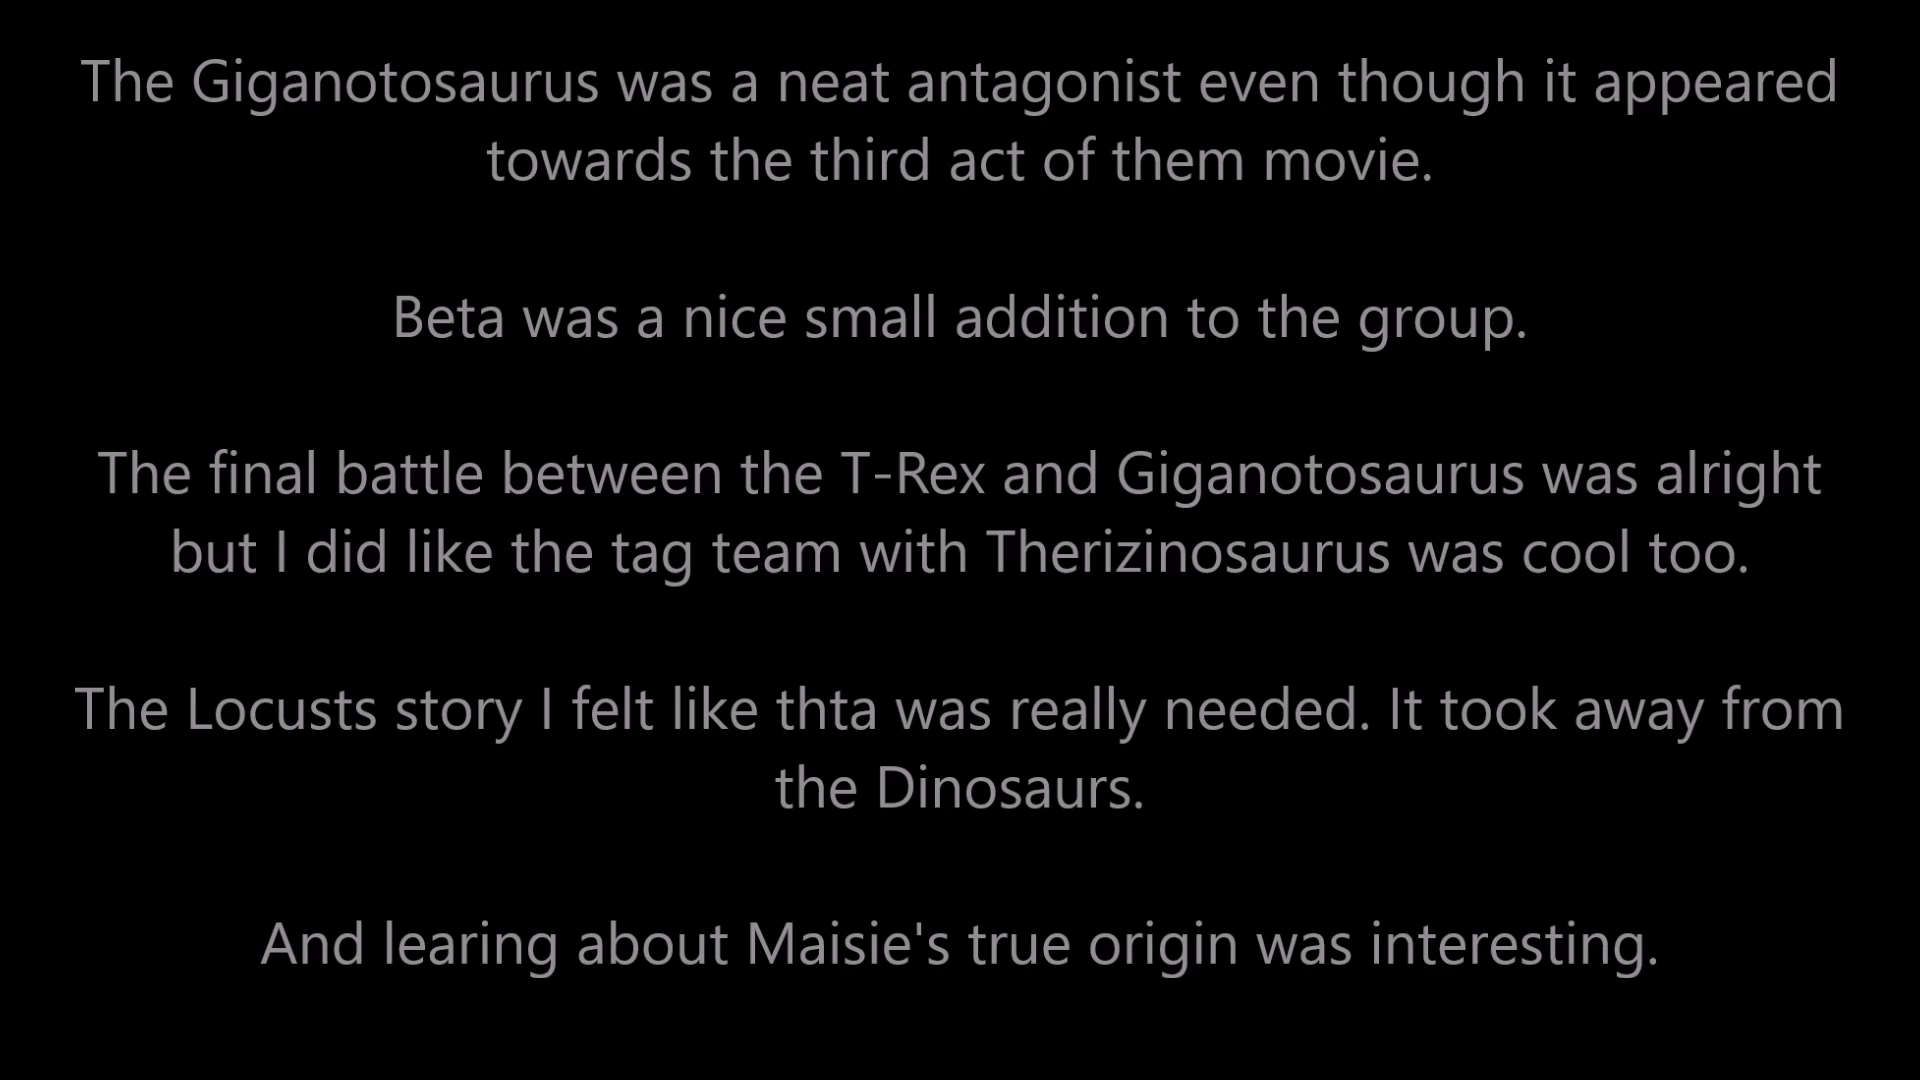 The Giganotosaurus was a neat antagonist even though it appeared
towards the third act of them movie.
Beta was a nice small addition to the group.
The final battle between the T-Rex and Giganotosaurus was alright
but I did like the tag team with Therizinosaurus was cool too.
The Locusts story I felt like thta was really needed. It took away from
the Dinosaurs.
And learing about Maisie's true origin was interesting.